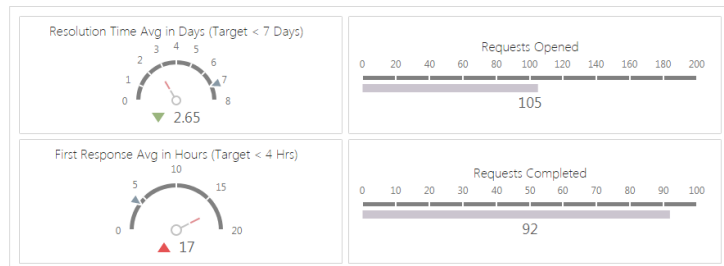 Resolution Time Avg in Days (Target < 7 Days)
0 1 2 3 4 5 6 7 8
2.65
Requests Opened
0 20 40 60 80 100 120 140 160 180 200
105
First Response Avg in Hours (Target < 4 Hrs)
0 5 10 15 20
17
Requests Completed
0 10 20 30 40 50 60 70 80 90 100
92